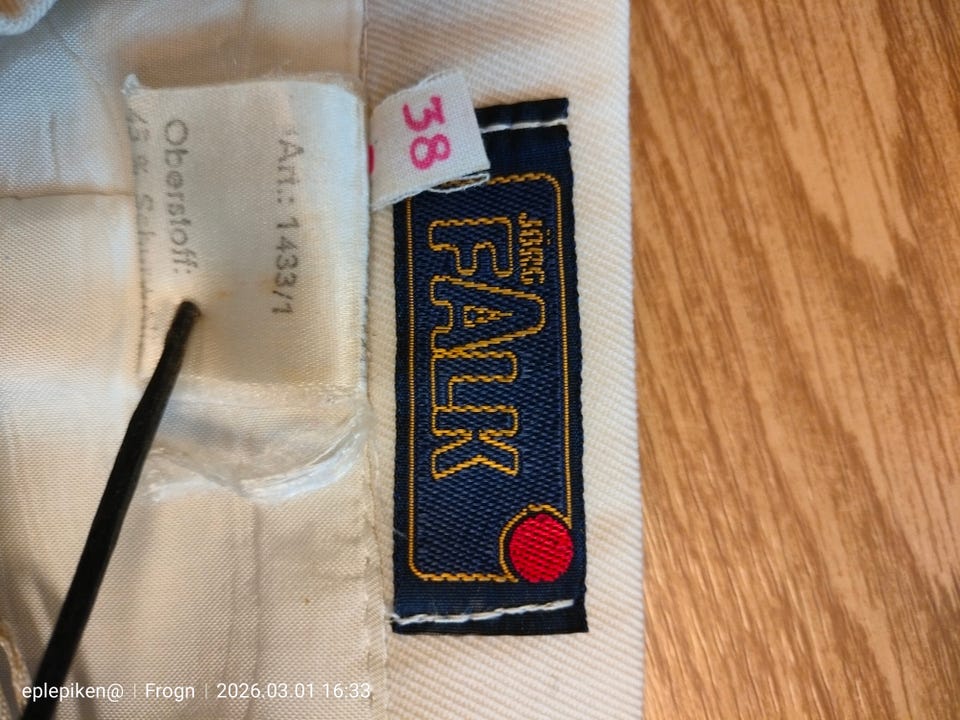 Art.: 1433/1
Oberstoff:
38
JÖRG
FALK
eplepiken@ | Frogn | 2026.03.01 16:33